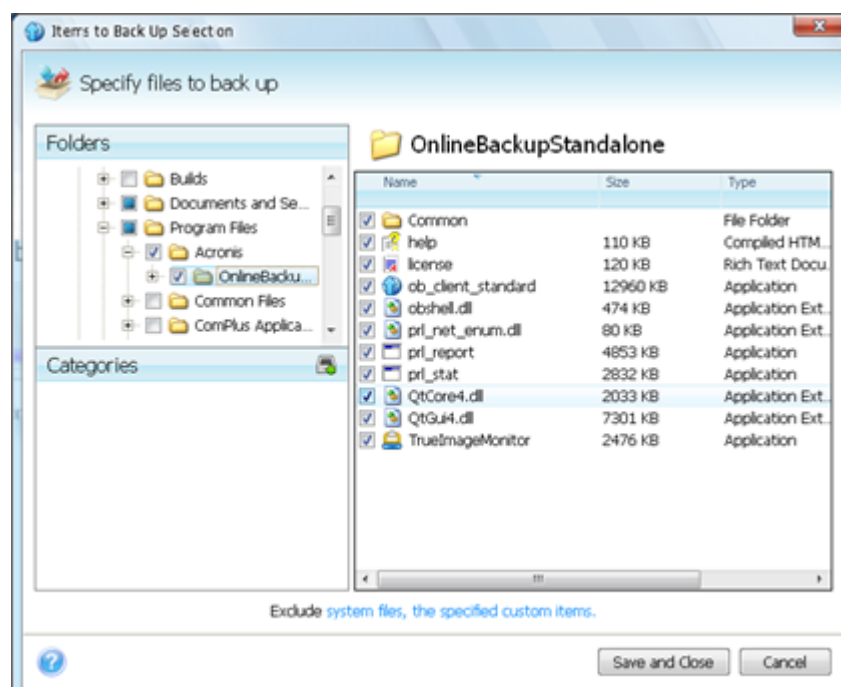 Items to Back Up Selection
Specify files to back up
Folders
Builds
Documents and Se...
Program Files
Acronis
OnlineBacku...
Common Files
ComPlus Applica...
Categories
OnlineBackupStandalone
Name Size Type
Common File Folder
help 110 KB Compiled HTM...
license 120 KB Rich Text Docu...
ob_client_standard 12960 KB Application
obshell.dll 474 KB Application Ext...
prl_net_enum.dll 80 KB Application Ext...
prl_report 4853 KB Application
prl_stat 2832 KB Application
QtCore4.dll 2033 KB Application Ext...
QtGui4.dll 7301 KB Application Ext...
TrueImageMonitor 2476 KB Application
Exclude system files, the specified custom items.
Save and Close Cancel